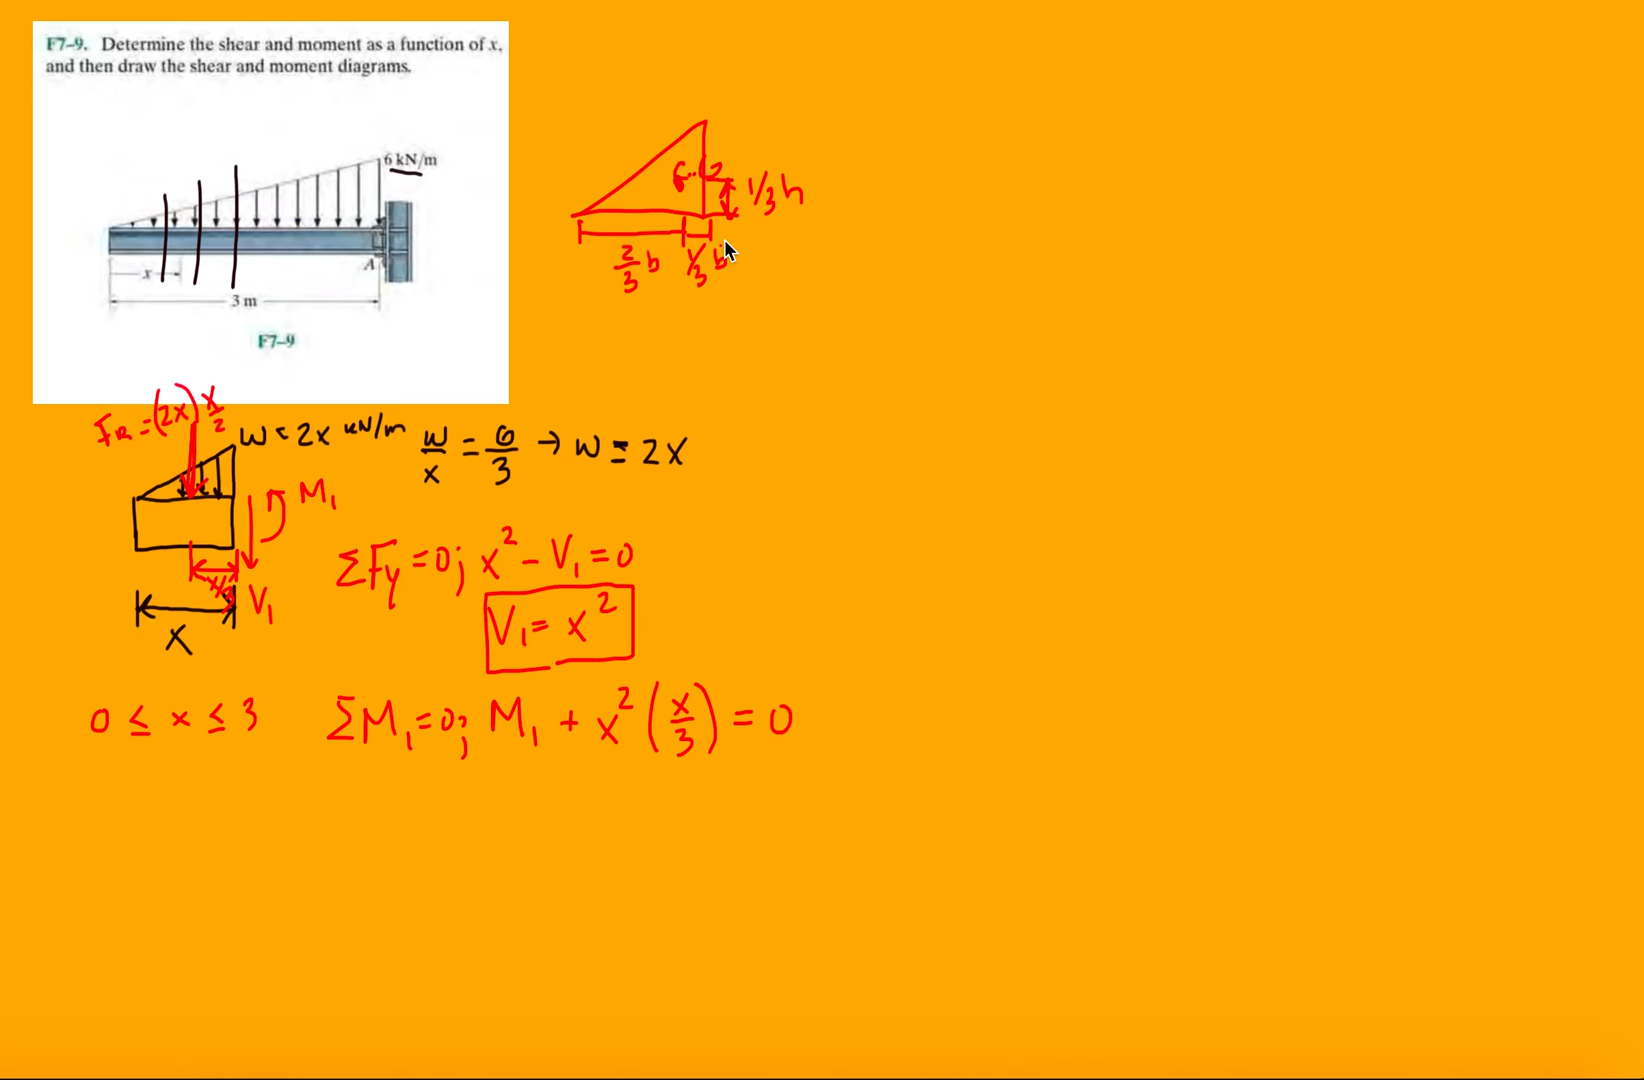 F7–9. Determine the shear and moment as a function of x,
and then draw the shear and moment diagrams.
6 kN/m
x
A
3 m
F7–9
1/3 h
2/3 b 1/3 b
F_R = (2x) x/2
w = 2x kN/m
w/x = 6/3 → w = 2x
M₁
ΣFy = 0; x² - V₁ = 0
x/3
V₁
V₁ = x²
x
0 ≤ x ≤ 3
ΣM₁ = 0; M₁ + x² (x/3) = 0